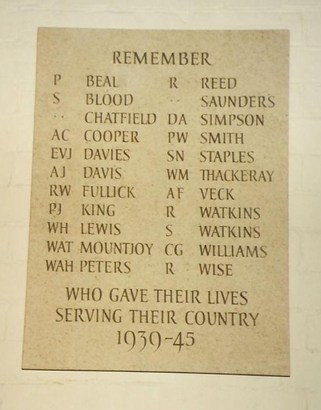 REMEMBER
P BEAL R REED
S BLOOD ·· SAUNDERS
·· CHATFIELD DA SIMPSON
AC COOPER PW SMITH
EVJ DAVIES SN STAPLES
AJ DAVIS WM THACKERAY
RW FULLICK AF VECK
PJ KING R WATKINS
WH LEWIS S WATKINS
WAT MOUNTJOY CG WILLIAMS
WAH PETERS R WISE
WHO GAVE THEIR LIVES
SERVING THEIR COUNTRY
1939-45